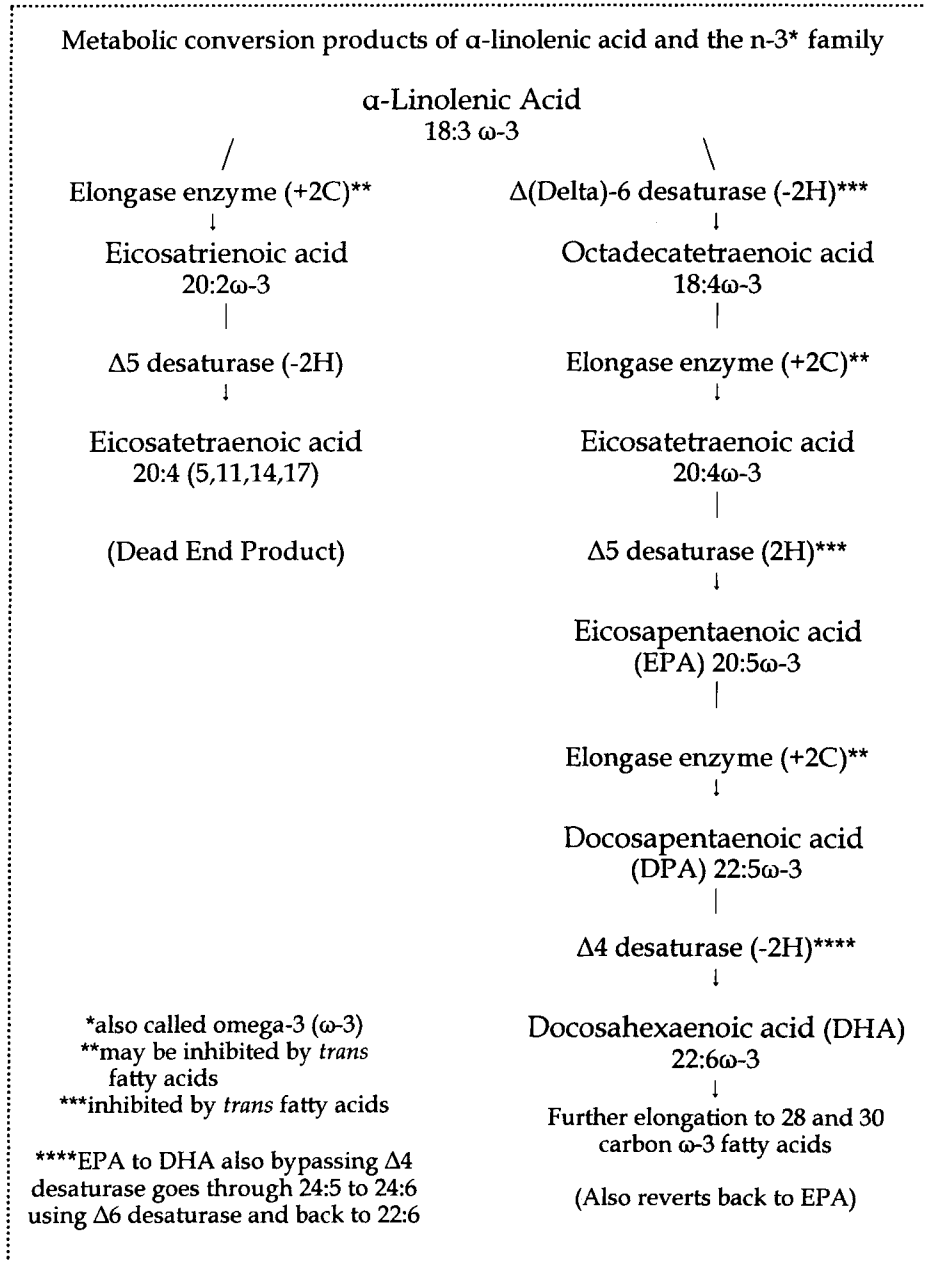 Metabolic conversion products of α-linolenic acid and the n-3* family
α-Linolenic Acid
18:3 ω-3
Elongase enzyme (+2C)**
↓
Eicosatrienoic acid
20:2ω-3
|
Δ5 desaturase (-2H)
↓
Eicosatetraenoic acid
20:4 (5,11,14,17)
(Dead End Product)
Δ(Delta)-6 desaturase (-2H)***
↓
Octadecatetraenoic acid
18:4ω-3
|
Elongase enzyme (+2C)**
↓
Eicosatetraenoic acid
20:4ω-3
|
Δ5 desaturase (2H)***
↓
Eicosapentaenoic acid
(EPA) 20:5ω-3
|
Elongase enzyme (+2C)**
↓
Docosapentaenoic acid
(DPA) 22:5ω-3
|
Δ4 desaturase (-2H)****
↓
Docosahexaenoic acid (DHA)
22:6ω-3
↓
Further elongation to 28 and 30
carbon ω-3 fatty acids
(Also reverts back to EPA)
*also called omega-3 (ω-3)
**may be inhibited by trans
fatty acids
***inhibited by trans fatty acids
****EPA to DHA also bypassing Δ4
desaturase goes through 24:5 to 24:6
using Δ6 desaturase and back to 22:6